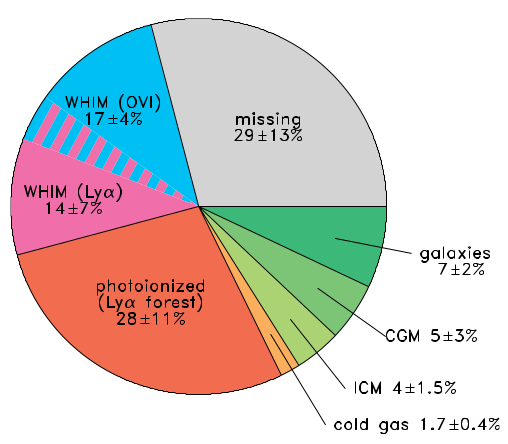 missing
29±13%
WHIM (OVI)
17±4%
WHIM (Lyα)
14±7%
photoionized
(Lyα forest)
28±11%
galaxies
7±2%
CGM 5±3%
ICM 4±1.5%
cold gas 1.7±0.4%